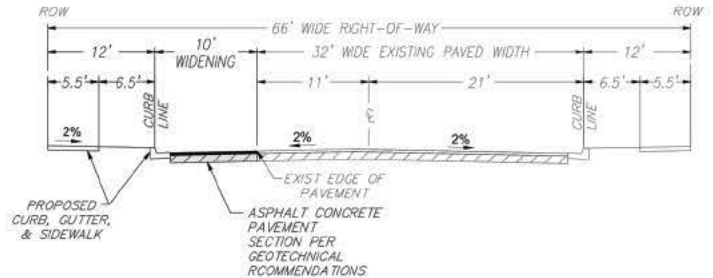 ROW ROW
66' WIDE RIGHT-OF-WAY
12' 10' 32' WIDE EXISTING PAVED WIDTH 12'
WIDENING
5.5' 6.5' 11' 21' 6.5' 5.5'
CURB
LINE
℄
CURB
LINE
2% 2% 2%
EXIST EDGE OF
PAVEMENT
PROPOSED
CURB, GUTTER,
& SIDEWALK
ASPHALT CONCRETE
PAVEMENT
SECTION PER
GEOTECHNICAL
RCOMMENDATIONS